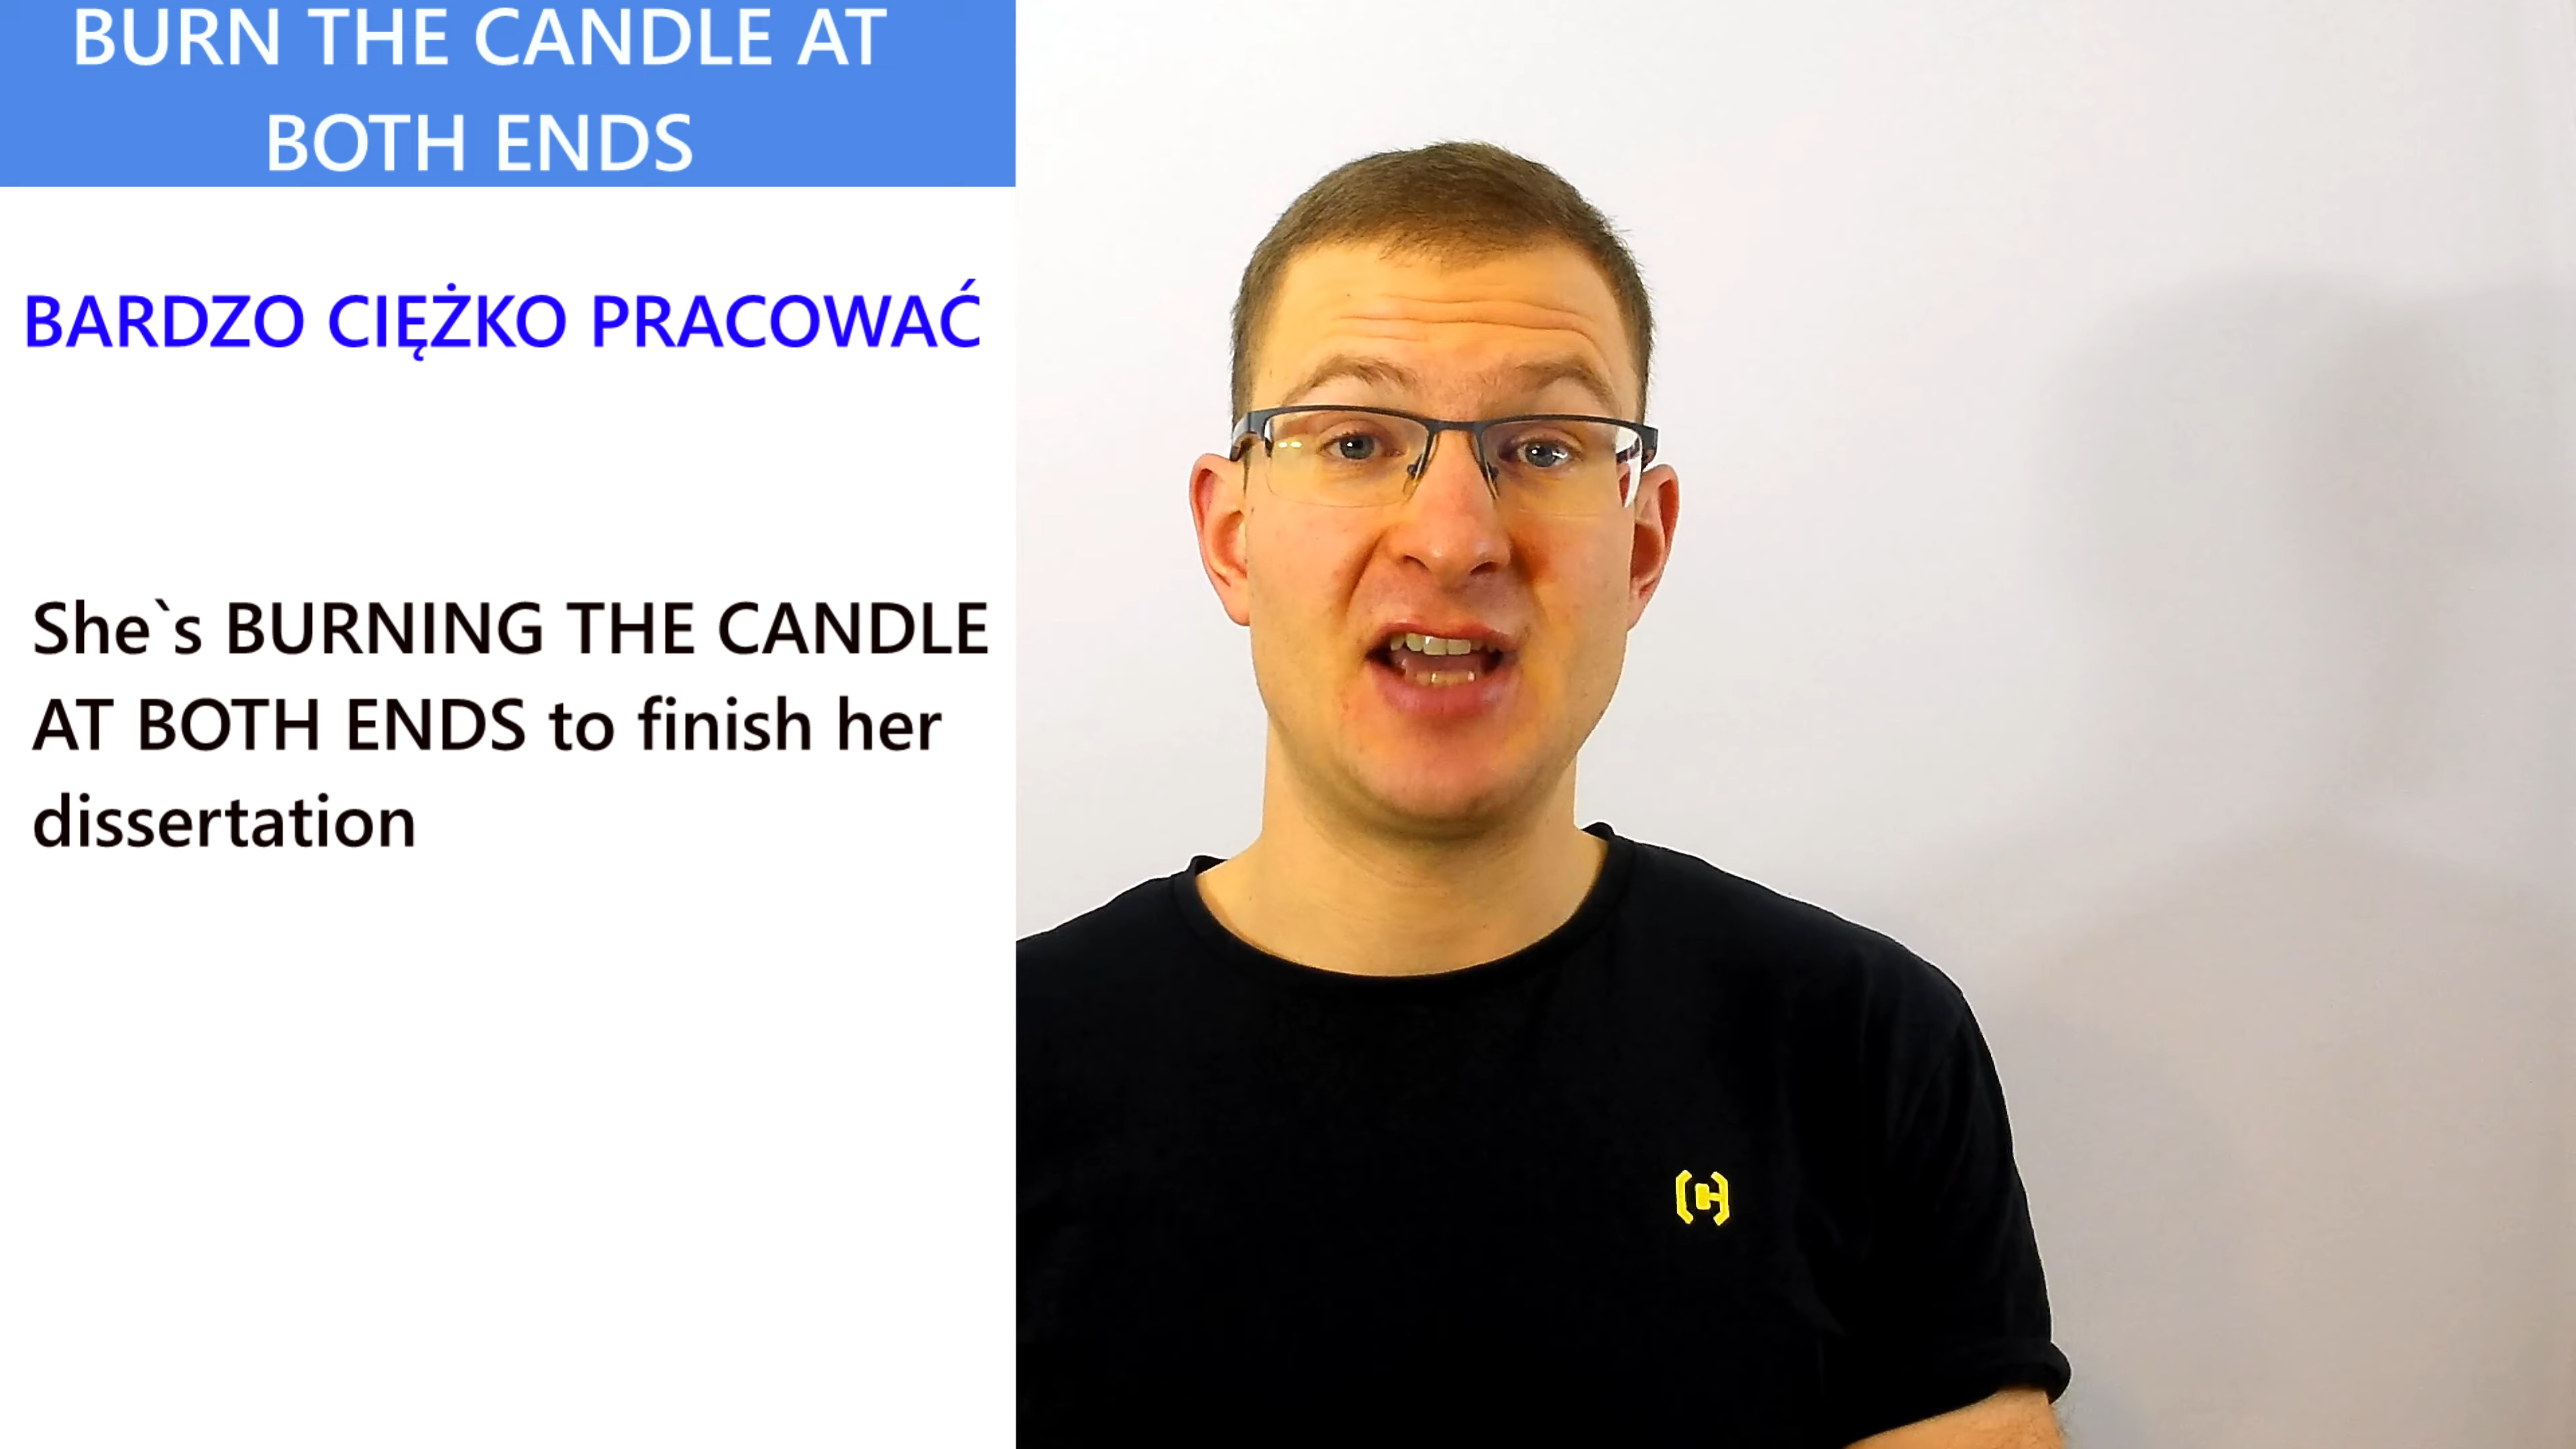 BURN THE CANDLE AT
BOTH ENDS
BARDZO CIĘŻKO PRACOWAĆ
She`s BURNING THE CANDLE
AT BOTH ENDS to finish her
dissertation